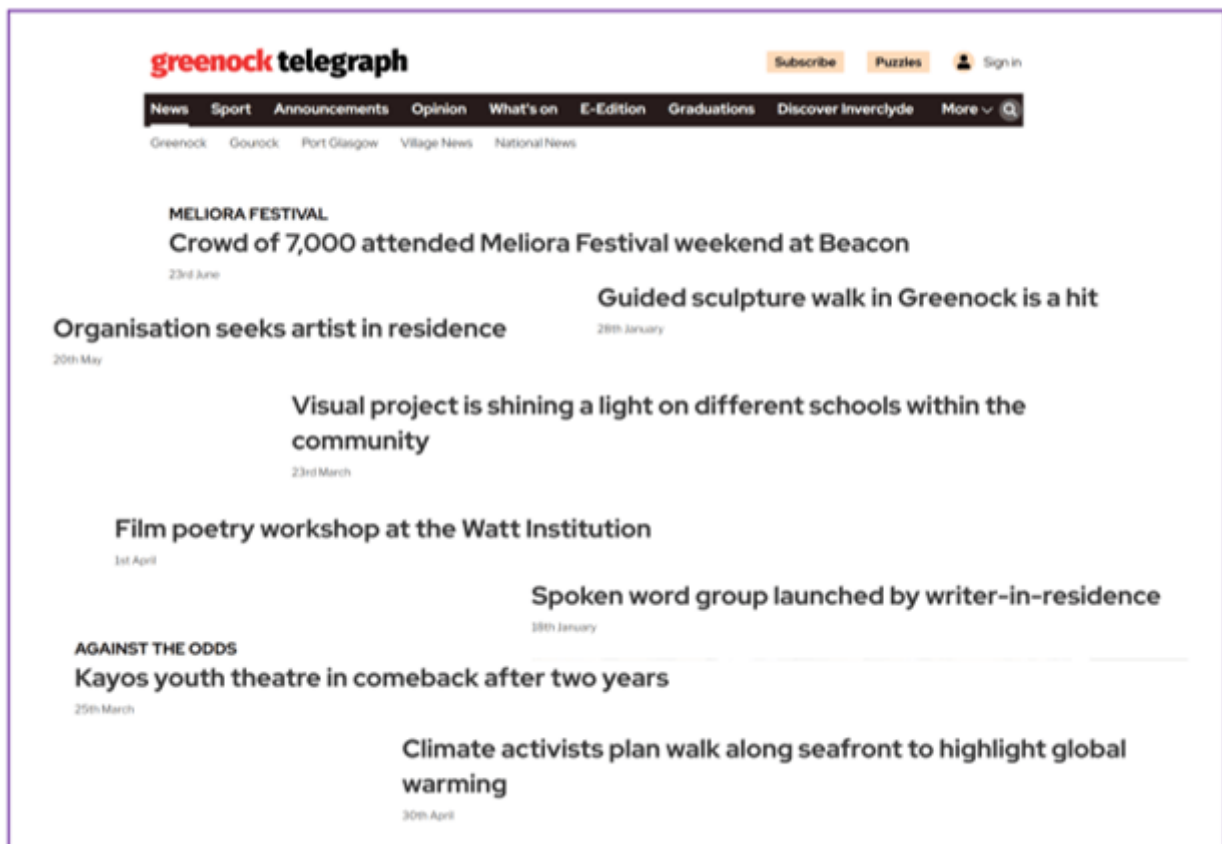 greenock telegraph
Subscribe Puzzles Sign in
News Sport Announcements Opinion What's on E-Edition Graduations Discover Inverclyde More
Greenock Gourock Port Glasgow Village News National News
MELIORA FESTIVAL
Crowd of 7,000 attended Meliora Festival weekend at Beacon
23rd June
Guided sculpture walk in Greenock is a hit
28th January
Organisation seeks artist in residence
20th May
Visual project is shining a light on different schools within the
community
23rd March
Film poetry workshop at the Watt Institution
1st April
Spoken word group launched by writer-in-residence
18th January
AGAINST THE ODDS
Kayos youth theatre in comeback after two years
25th March
Climate activists plan walk along seafront to highlight global
warming
30th April